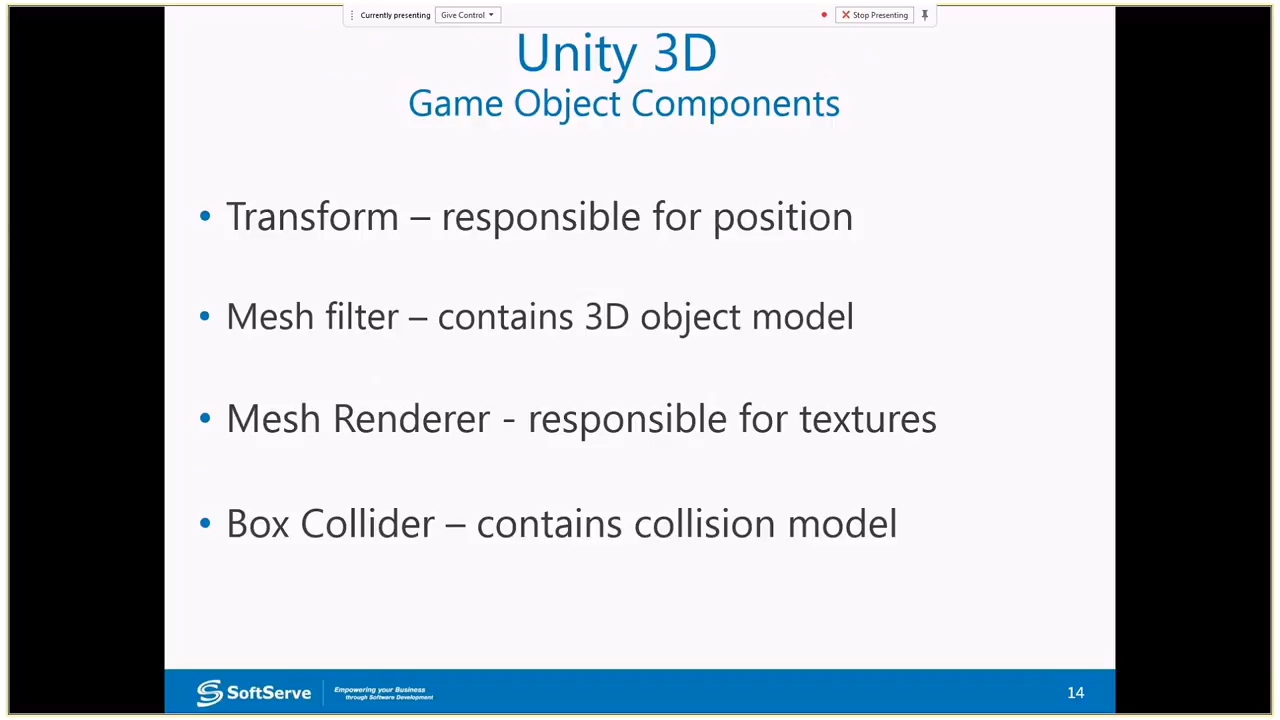 Currently presenting Give Control Stop Presenting
Unity 3D
Game Object Components
• Transform – responsible for position
• Mesh filter – contains 3D object model
• Mesh Renderer - responsible for textures
• Box Collider – contains collision model
SoftServe
Empowering your Business
through Software Development
14